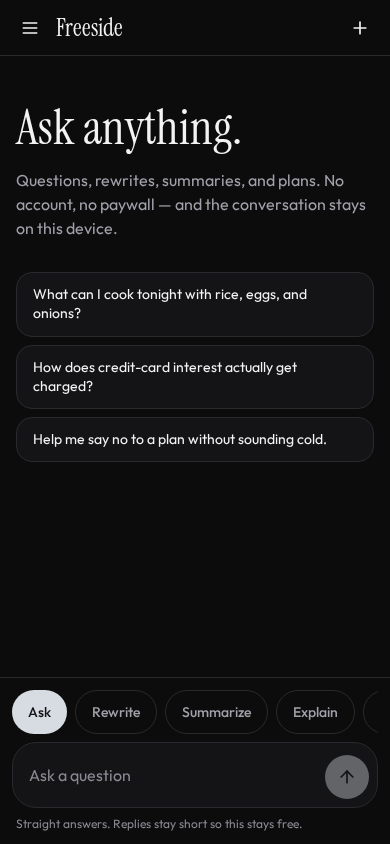 Freeside
Ask anything.
Questions, rewrites, summaries, and plans. No
account, no paywall — and the conversation stays
on this device.
What can I cook tonight with rice, eggs, and
onions?
How does credit-card interest actually get
charged?
Help me say no to a plan without sounding cold.
Ask Rewrite Summarize Explain
Ask a question
Straight answers. Replies stay short so this stays free.